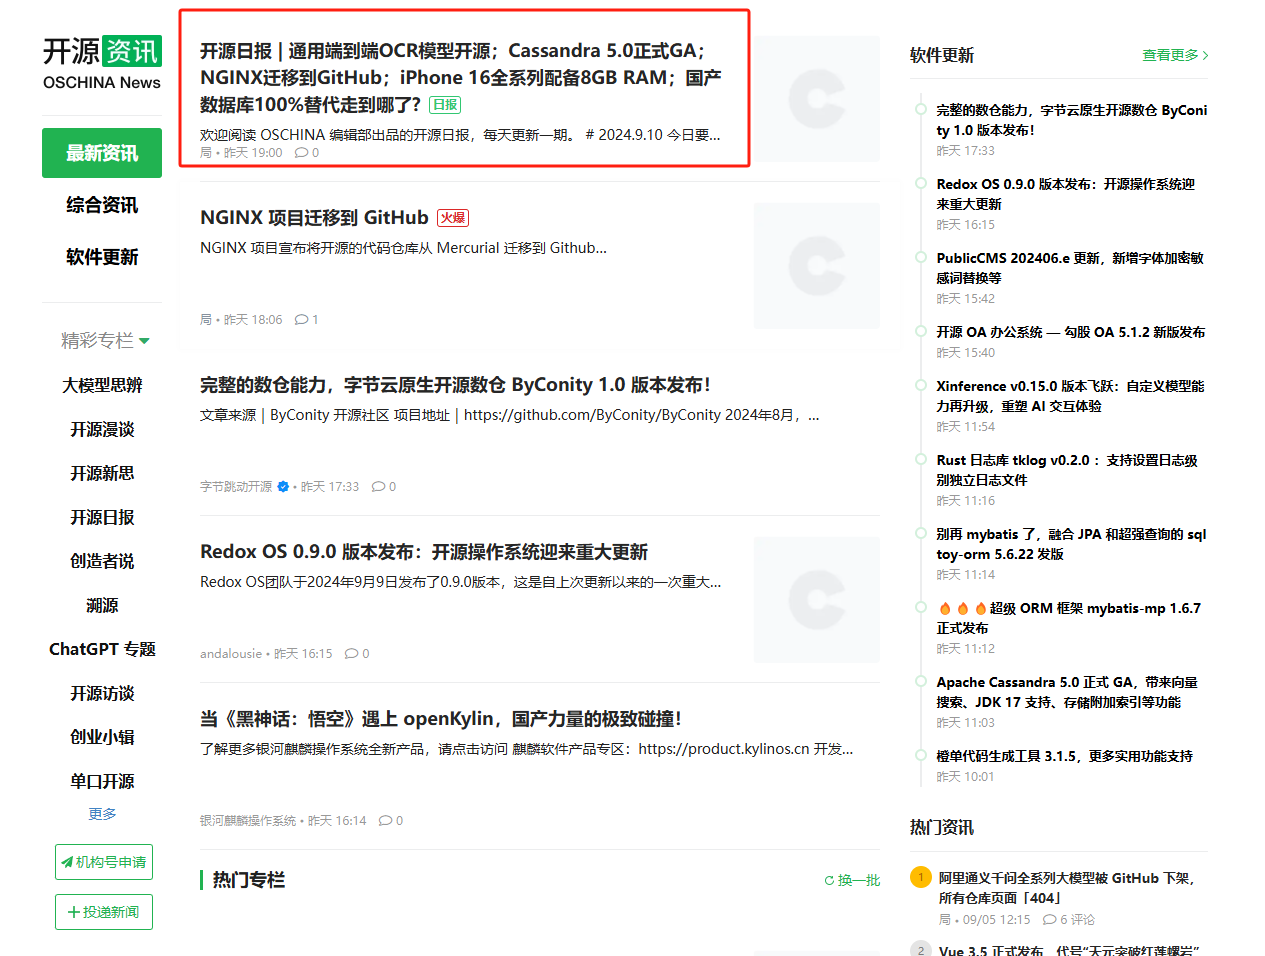 开源资讯
OSCHINA News
最新资讯
综合资讯
软件更新
精彩专栏
大模型思辨
开源漫谈
开源新思
开源日报
创造者说
溯源
ChatGPT 专题
开源访谈
创业小辑
单口开源
更多
机构号申请
投递新闻
开源日报 | 通用端到端OCR模型开源；Cassandra 5.0正式GA；
NGINX迁移到GitHub；iPhone 16全系列配备8GB RAM；国产
数据库100%替代走到哪了？ 日报
欢迎阅读 OSCHINA 编辑部出品的开源日报，每天更新一期。 # 2024.9.10 今日要...
局 • 昨天 19:00 0
NGINX 项目迁移到 GitHub 火爆
NGINX 项目宣布将开源的代码仓库从 Mercurial 迁移到 Github...
局 • 昨天 18:06 1
完整的数仓能力，字节云原生开源数仓 ByConity 1.0 版本发布！
文章来源 | ByConity 开源社区 项目地址 | https://github.com/ByConity/ByConity 2024年8月，...
字节跳动开源 • 昨天 17:33 0
Redox OS 0.9.0 版本发布：开源操作系统迎来重大更新
Redox OS团队于2024年9月9日发布了0.9.0版本，这是自上次更新以来的一次重大...
andalousie • 昨天 16:15 0
当《黑神话：悟空》遇上 openKylin，国产力量的极致碰撞！
了解更多银河麒麟操作系统全新产品，请点击访问 麒麟软件产品专区：https://product.kylinos.cn 开发...
银河麒麟操作系统 • 昨天 16:14 0
热门专栏
换一批
软件更新
查看更多
完整的数仓能力，字节云原生开源数仓 ByConi
ty 1.0 版本发布！
昨天 17:33
Redox OS 0.9.0 版本发布：开源操作系统迎
来重大更新
昨天 16:15
PublicCMS 202406.e 更新，新增字体加密敏
感词替换等
昨天 15:42
开源 OA 办公系统 — 勾股 OA 5.1.2 新版发布
昨天 15:40
Xinference v0.15.0 版本飞跃：自定义模型能
力再升级，重塑 AI 交互体验
昨天 11:54
Rust 日志库 tklog v0.2.0 ：支持设置日志级
别独立日志文件
昨天 11:16
别再 mybatis 了，融合 JPA 和超强查询的 sql
toy-orm 5.6.22 发版
昨天 11:14
🔥🔥🔥超级 ORM 框架 mybatis-mp 1.6.7
正式发布
昨天 11:12
Apache Cassandra 5.0 正式 GA，带来向量
搜索、JDK 17 支持、存储附加索引等功能
昨天 11:03
橙单代码生成工具 3.1.5，更多实用功能支持
昨天 10:01
热门资讯
1 阿里通义千问全系列大模型被 GitHub 下架，
所有仓库页面「404」
局 • 09/05 12:15 6 评论
2 Vue 3.5 正式发布，代号“天元突破红莲螺岩”